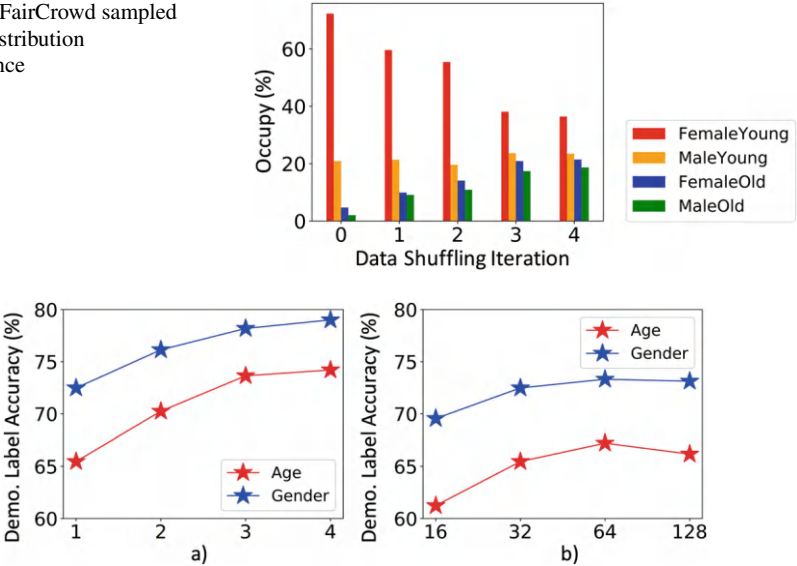 FairCrowd sampled
stribution
nce
60
40
20
0
Occupy (%)
0 1 2 3 4
Data Shuffling Iteration
FemaleYoung
MaleYoung
FemaleOld
MaleOld
80
75
70
65
60
Demo. Label Accuracy (%)
1 2 3 4
a)
Age
Gender
80
75
70
65
60
Demo. Label Accuracy (%)
16 32 64 128
b)
Age
Gender